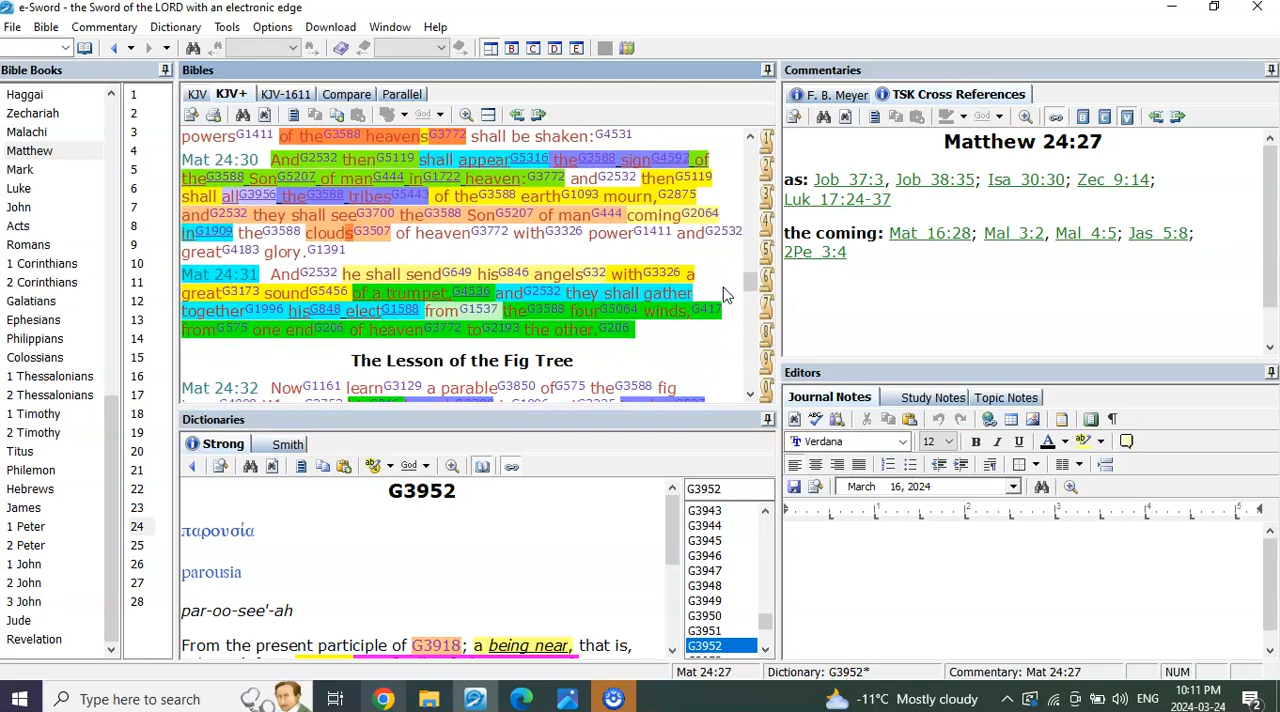 e-Sword - the Sword of the LORD with an electronic edge
File Bible Commentary Dictionary Tools Options Download Window Help
B C D E
Bible Books
Haggai
Zechariah
Malachi
Matthew
Mark
Luke
John
Acts
Romans
1 Corinthians
2 Corinthians
Galatians
Ephesians
Philippians
Colossians
1 Thessalonians
2 Thessalonians
1 Timothy
2 Timothy
Titus
Philemon
Hebrews
James
1 Peter
2 Peter
1 John
2 John
3 John
Jude
Revelation
1
2
3
4
5
6
7
8
9
10
11
12
13
14
15
16
17
18
19
20
21
22
23
24
25
26
27
28
Bibles
KJV KJV+ KJV-1611 Compare Parallel
God
powersG1411 of theG3588 heavensG3772 shall be shaken:G4531
Mat 24:30 AndG2532 thenG5119 shall appearG5316 theG3588 signG4592 of
theG3588 SonG5207 of manG444 inG1722 heaven:G3772 andG2532 thenG5119
shall allG3956 theG3588 tribesG5443 of theG3588 earthG1093 mourn,G2875
andG2532 they shall seeG3700 theG3588 SonG5207 of manG444 comingG2064
inG1909 theG3588 cloudsG3507 of heavenG3772 withG3326 powerG1411 andG2532
greatG4183 glory.G1391
Mat 24:31 AndG2532 he shall sendG649 hisG846 angelsG32 withG3326 a
greatG3173 soundG5456 of a trumpet,G4536 andG2532 they shall gather
togetherG1996 hisG848 electG1588 fromG1537 theG3588 fourG5064 winds,G417
fromG575 one endG206 of heavenG3772 toG2193 the other.G206
The Lesson of the Fig Tree
Mat 24:32 NowG1161 learnG3129 a parableG3850 ofG575 theG3588 fig
Dictionaries
Strong Smith
God
G3952
παρουσία
parousia
par-oo-see'-ah
From the present participle of G3918; a being near, that is,
G3952
G3943
G3944
G3945
G3946
G3947
G3948
G3949
G3950
G3951
G3952
Commentaries
F. B. Meyer TSK Cross References
God B C V
Matthew 24:27
as: Job 37:3, Job 38:35; Isa 30:30; Zec 9:14;
Luk 17:24-37
the coming: Mat 16:28; Mal 3:2, Mal 4:5; Jas 5:8;
2Pe 3:4
Editors
Journal Notes Study Notes Topic Notes
Verdana 12 B I U A
March 16, 2024
1 2 3 4 5
Mat 24:27 Dictionary: G3952* Commentary: Mat 24:27 NUM
Type here to search
-11°C Mostly cloudy
ENG
10:11 PM
2024-03-24
2